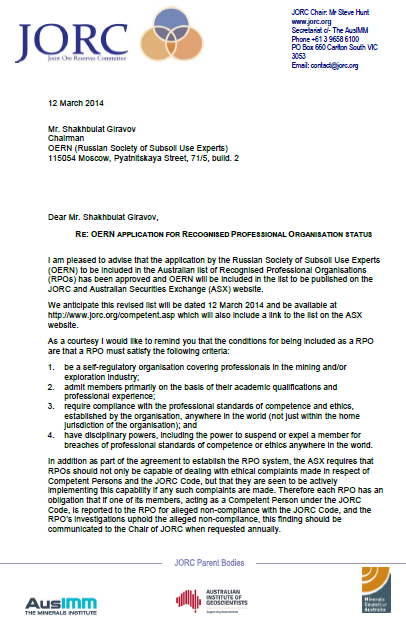 JORC
Joint Ore Reserves Committee
JORC Chair: Mr Steve Hunt
www.jorc.org
Secretariat c/- The AusIMM
Phone +61 3 9658 6100
PO Box 660 Carlton South VIC
3053
Email: contact@jorc.org
12 March 2014
Mr. Shakhbulat Giravov
Chairman
OERN (Russian Society of Subsoil Use Experts)
115054 Moscow, Pyatnitskaya Street, 71/5, build. 2
Dear Mr. Shakhbulat Giravov,
RE: OERN APPLICATION FOR RECOGNISED PROFESSIONAL ORGANISATION STATUS
I am pleased to advise that the application by the Russian Society of Subsoil Use Experts
(OERN) to be included in the Australian list of Recognised Professional Organisations
(RPOs) has been approved and OERN will be included in the list to be published on the
JORC and Australian Securities Exchange (ASX) website.
We anticipate this revised list will be dated 12 March 2014 and be available at
http://www.jorc.org/competent.asp which will also include a link to the list on the ASX
website.
As a courtesy I would like to remind you that the conditions for being included as a RPO
are that a RPO must satisfy the following criteria:
1. be a self-regulatory organisation covering professionals in the mining and/or
exploration industry;
2. admit members primarily on the basis of their academic qualifications and
professional experience;
3. require compliance with the professional standards of competence and ethics,
established by the organisation, anywhere in the world (not just within the home
jurisdiction of the organisation); and
4. have disciplinary powers, including the power to suspend or expel a member for
breaches of professional standards of competence or ethics anywhere in the world.
In addition as part of the agreement to establish the RPO system, the ASX requires that
RPOs should not only be capable of dealing with ethical complaints made in respect of
Competent Persons and the JORC Code, but that they are seen to be actively
implementing this capability if any such complaints are made. Therefore each RPO has an
obligation that if one of its members, acting as a Competent Person under the JORC
Code, is reported to the RPO for alleged non-compliance with the JORC Code, and the
RPO's investigations uphold the alleged non-compliance, this finding should be
communicated to the Chair of JORC when requested annually.
JORC Parent Bodies
AusIMM
THE MINERALS INSTITUTE
AUSTRALIAN
INSTITUTE OF
GEOSCIENTISTS
Minerals
Council of
Australia